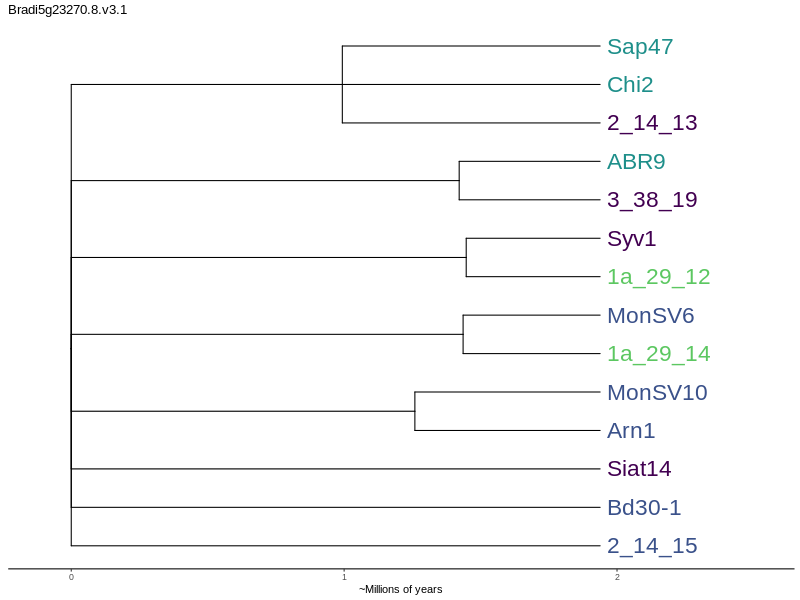 Bradi5g23270.8.v3.1
Sap47
Chi2
2_14_13
ABR9
3_38_19
Syv1
1a_29_12
MonSV6
1a_29_14
MonSV10
Arn1
Siat14
Bd30-1
2_14_15
0 1 2
~Millions of years